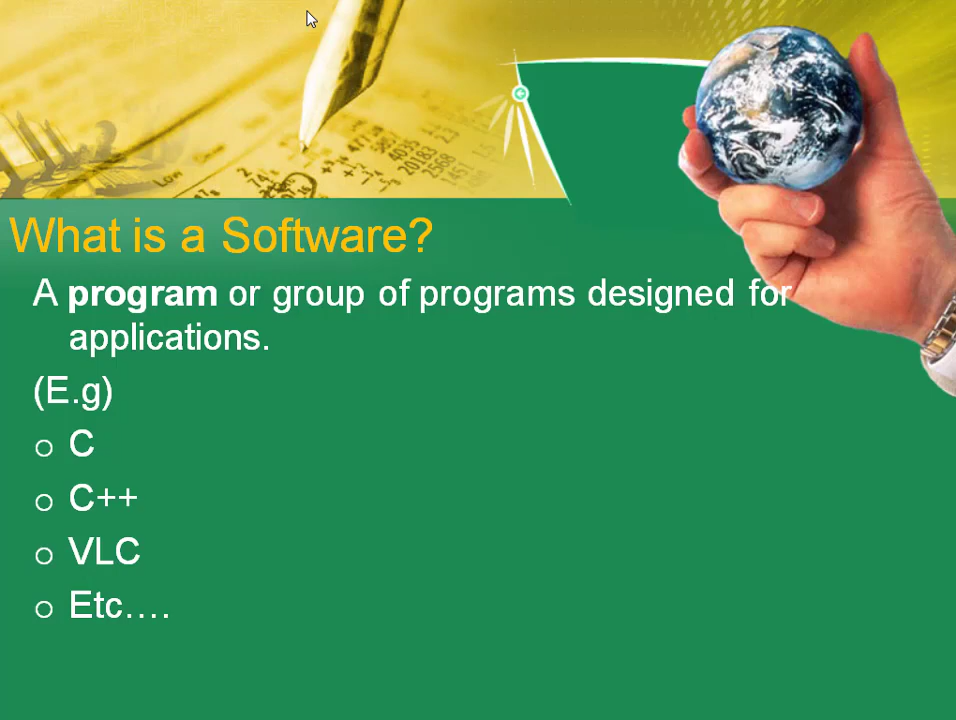 What is a Software?
A program or group of programs designed for
applications.
(E.g)
C
C++
VLC
Etc….